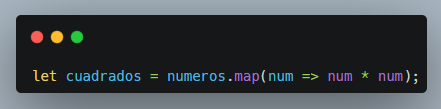 let cuadrados = numeros.map(num => num * num);